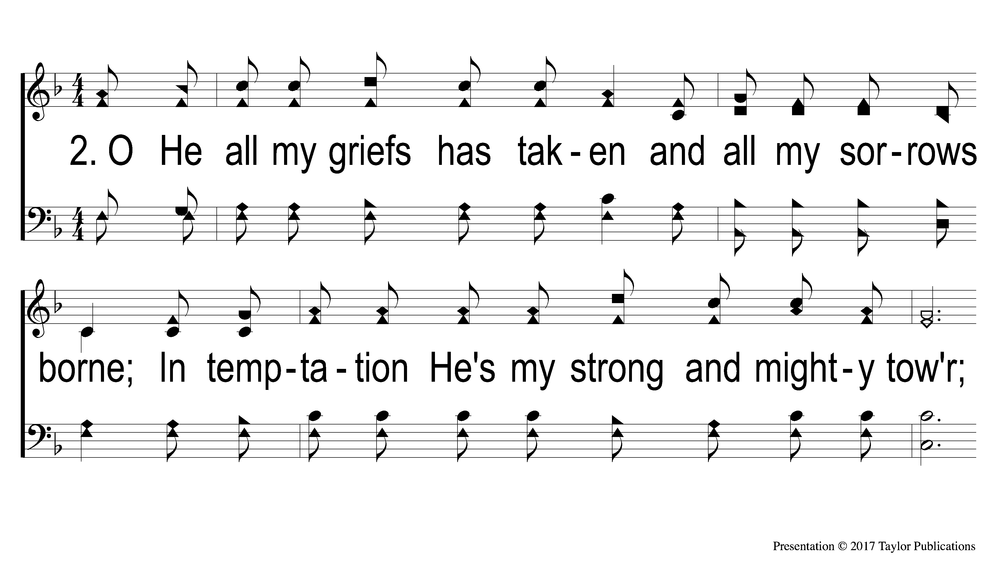 2. O He all my griefs has tak - en and all my sor - rows
borne; In temp - ta - tion He's my strong and might - y tow'r;
Presentation © 2017 Taylor Publications